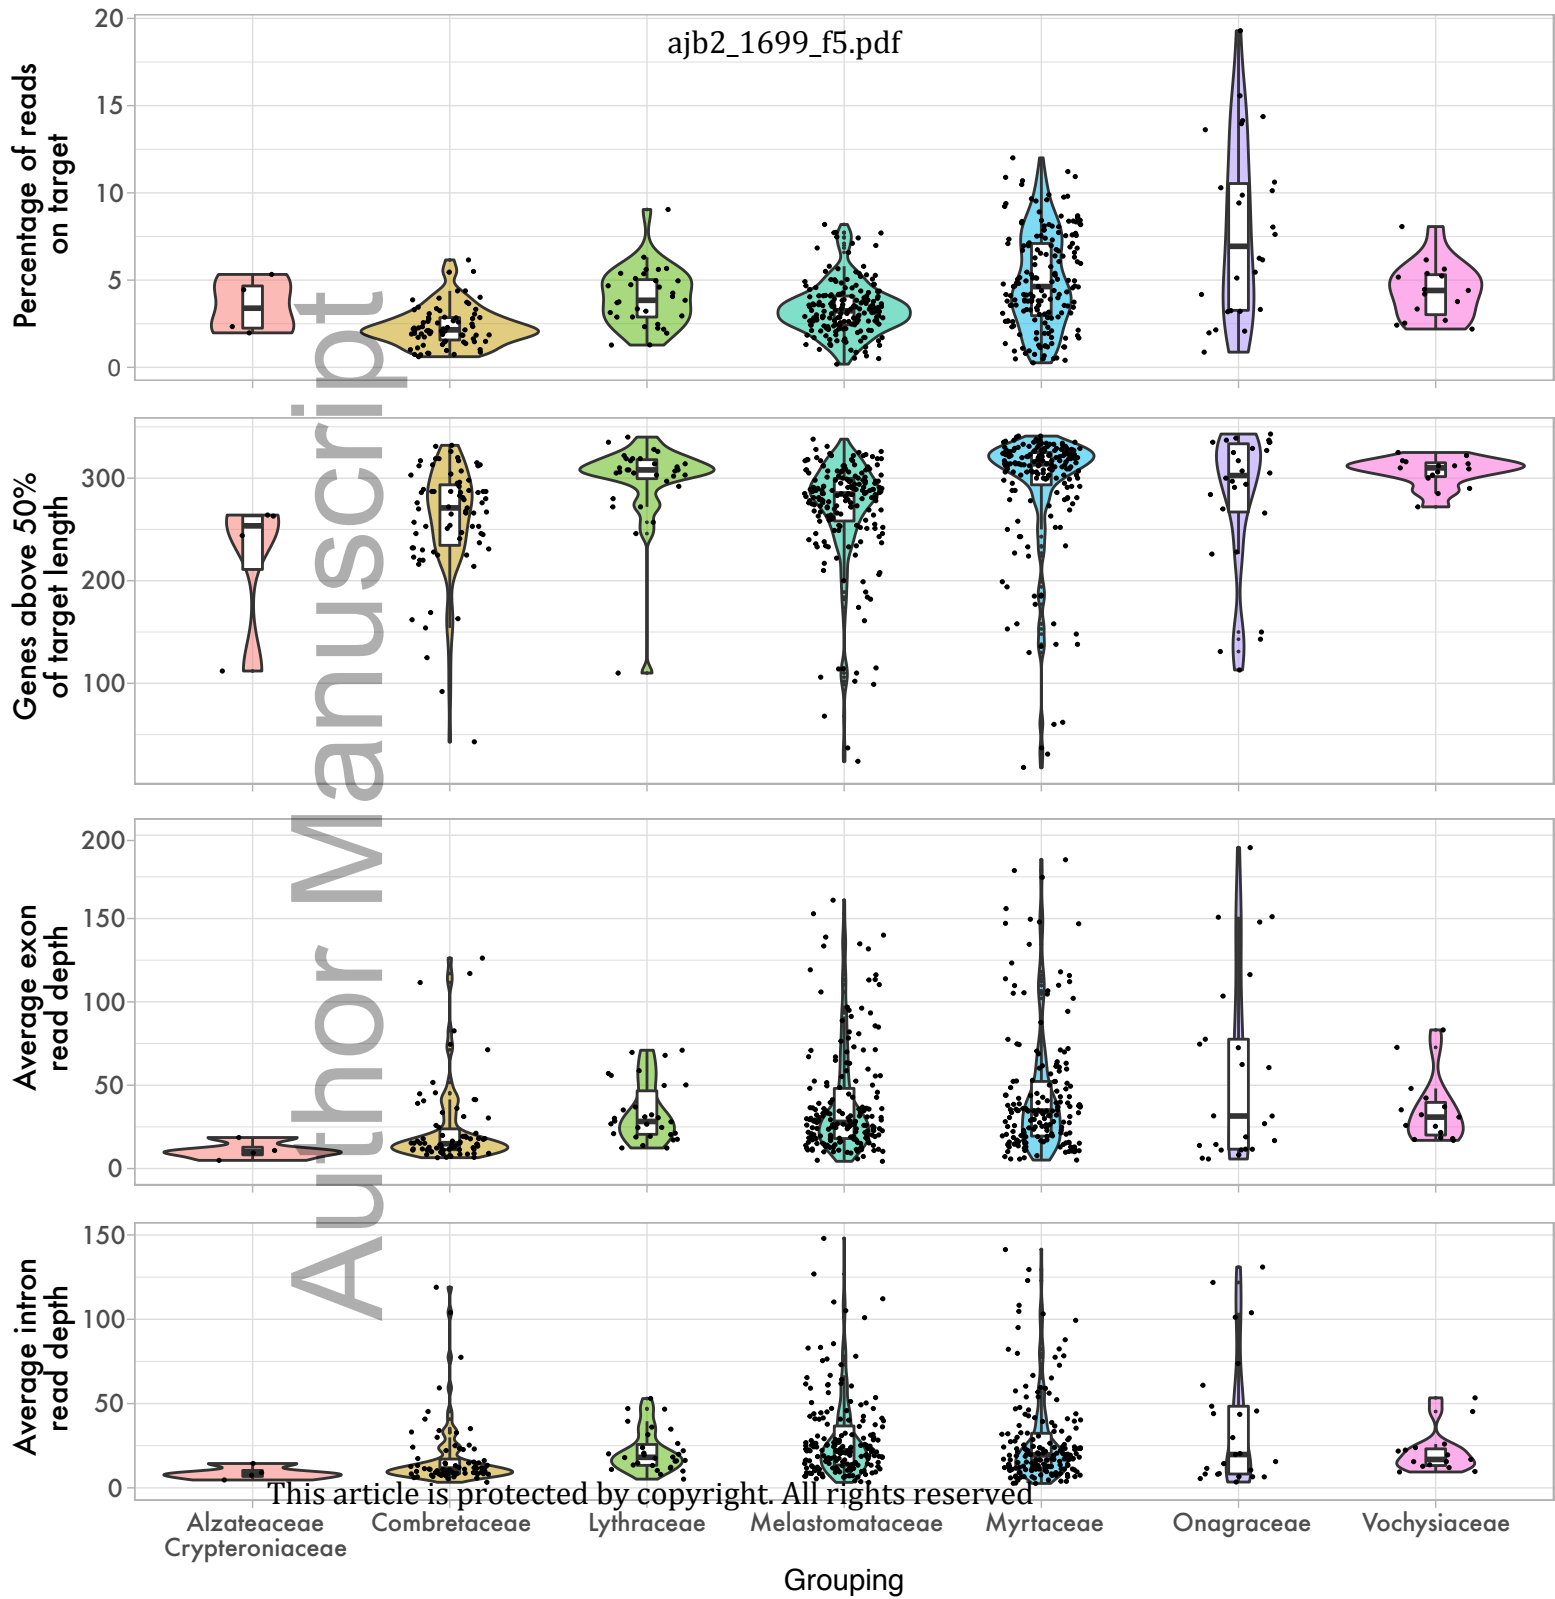 ajb2_1699_f5.pdf
Percentage of reads
on target
20
15
10
5
0
Genes above 50%
of target length
300
200
100
Average exon
read depth
200
150
100
50
0
Average intron
read depth
150
100
50
0
Author Manuscript
This article is protected by copyright. All rights reserved
Alzateaceae
Crypteroniaceae
Combretaceae
Lythraceae
Melastomataceae
Myrtaceae
Onagraceae
Vochysiaceae
Grouping